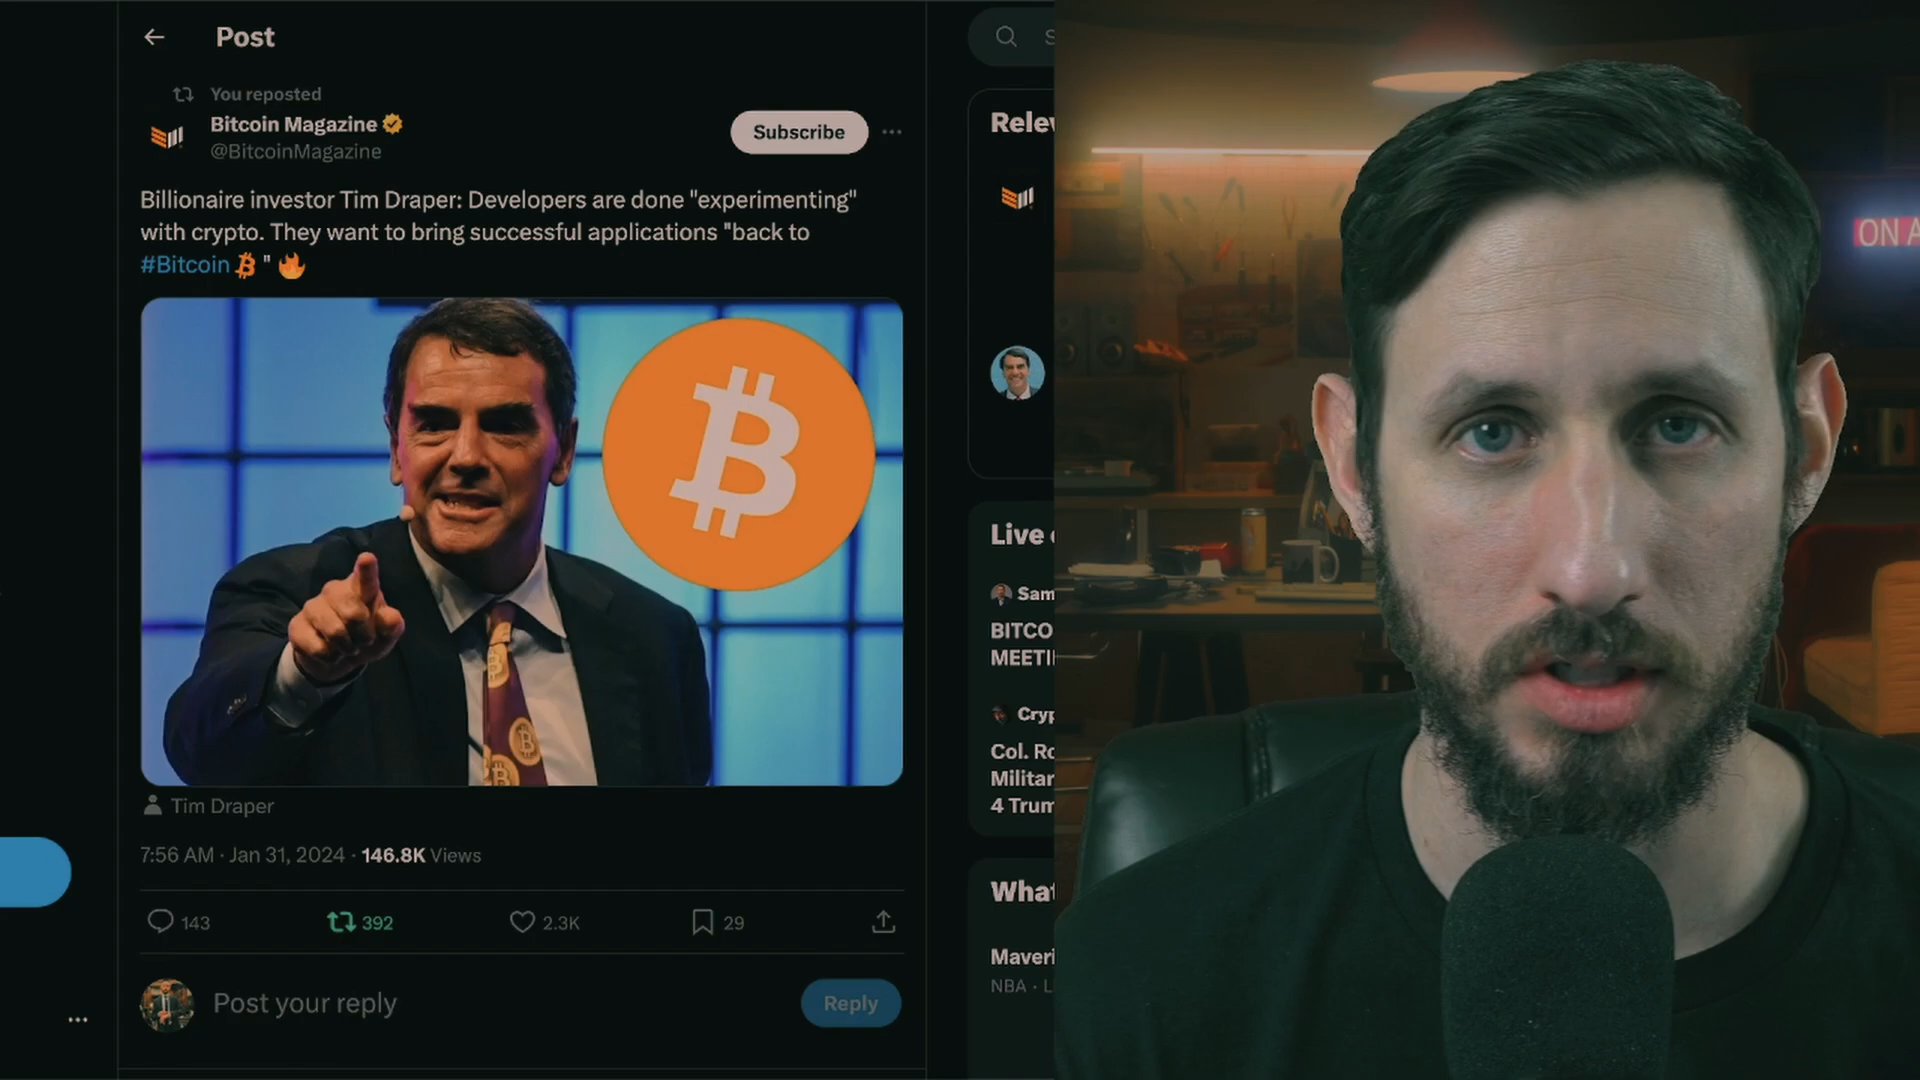 Post
You reposted
Bitcoin Magazine
@BitcoinMagazine
Subscribe
Billionaire investor Tim Draper: Developers are done "experimenting"
with crypto. They want to bring successful applications "back to
#Bitcoin "
Tim Draper
7:56 AM · Jan 31, 2024 · 146.8K Views
143
392
2.3K
29
Post your reply
Reply
Live
Sam
BITCO
MEETI
Cryp
Col. Ro
Militar
4 Trum
What
Maveri
NBA · L
ON A